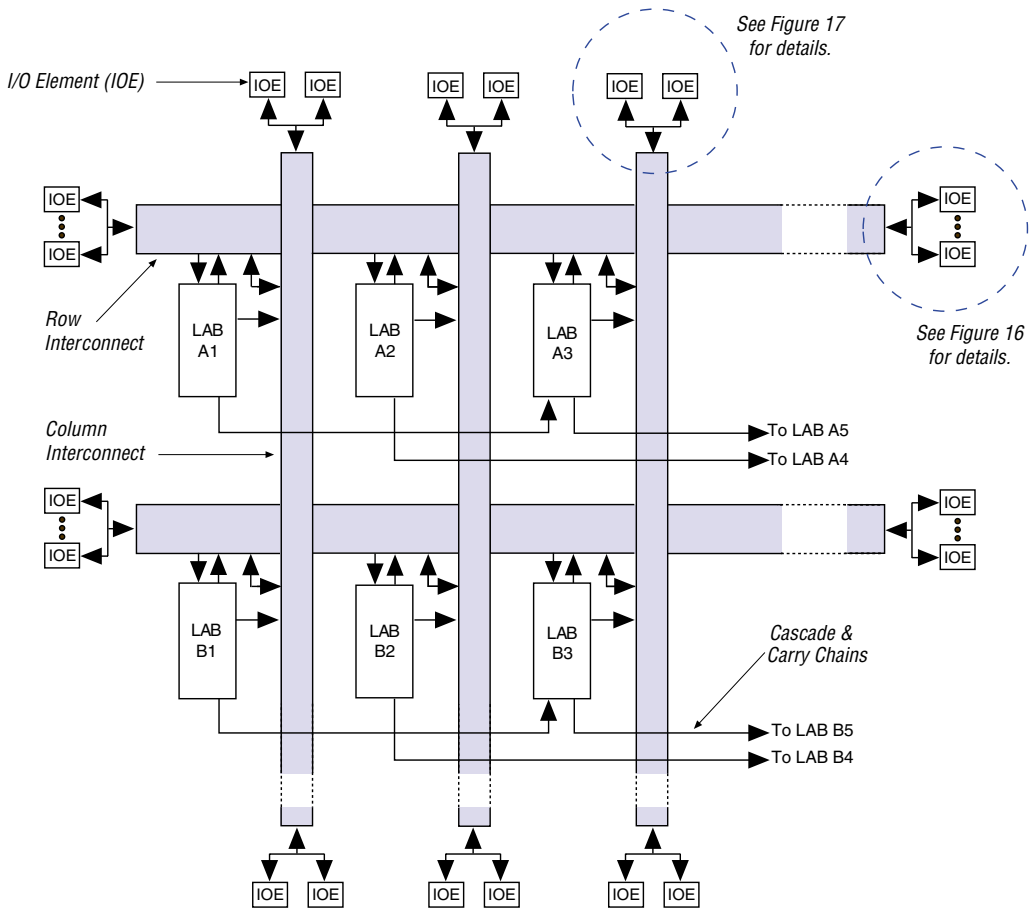 See Figure 17
for details.
I/O Element (IOE)
IOE IOE IOE IOE IOE IOE
IOE IOE
IOE IOE
LAB
A1
LAB
A2
LAB
A3
Row
Interconnect
See Figure 16
for details.
Column
Interconnect
To LAB A5
To LAB A4
IOE IOE
IOE IOE
LAB
B1
LAB
B2
LAB
B3
Cascade &
Carry Chains
To LAB B5
To LAB B4
IOE IOE IOE IOE IOE IOE